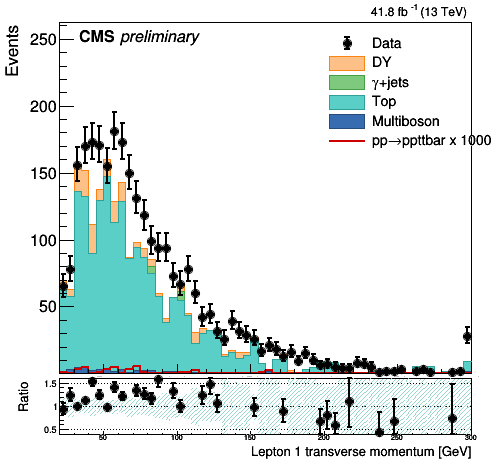 41.8 fb⁻¹ (13 TeV)
CMS preliminary
Events
250
200
150
100
50
Data
DY
γ+jets
Top
Multiboson
pp→ppttbar x 1000
Ratio
1.5
1
0.5
50 100 150 200 250 300
Lepton 1 transverse momentum [GeV]